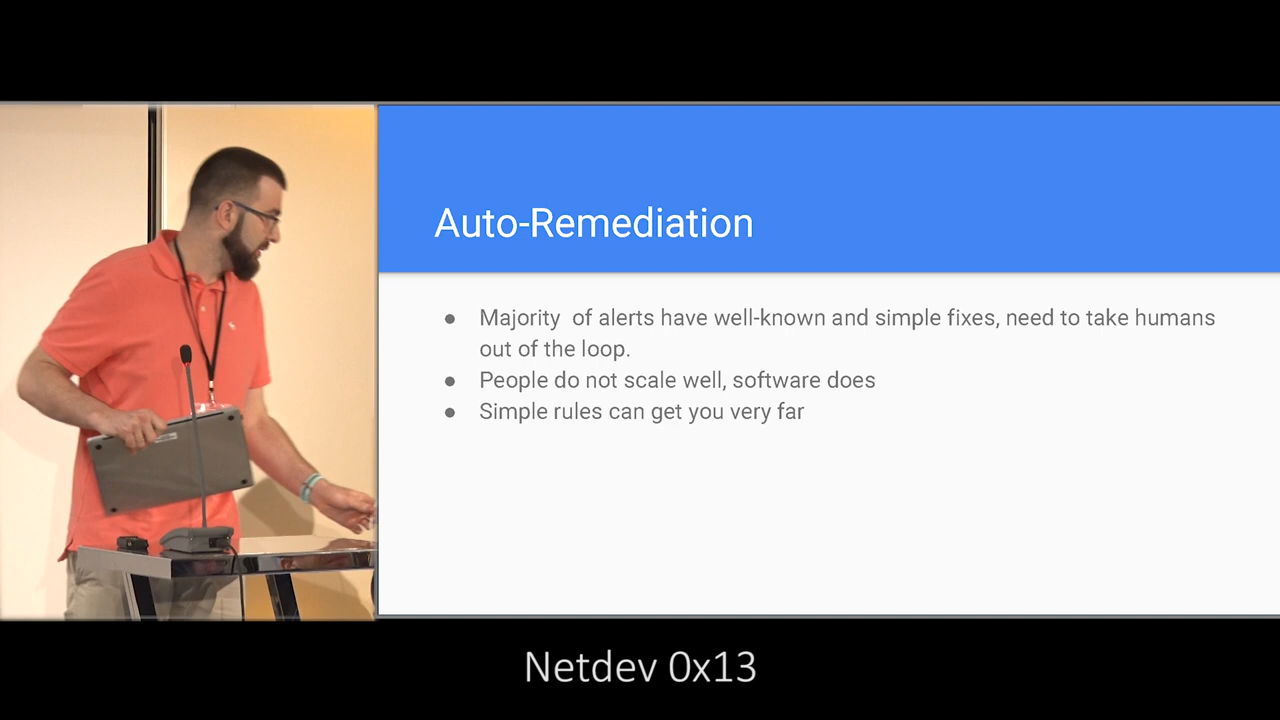 Auto-Remediation
● Majority  of alerts have well-known and simple fixes, need to take humans
out of the loop.
● People do not scale well, software does
● Simple rules can get you very far
Netdev 0x13